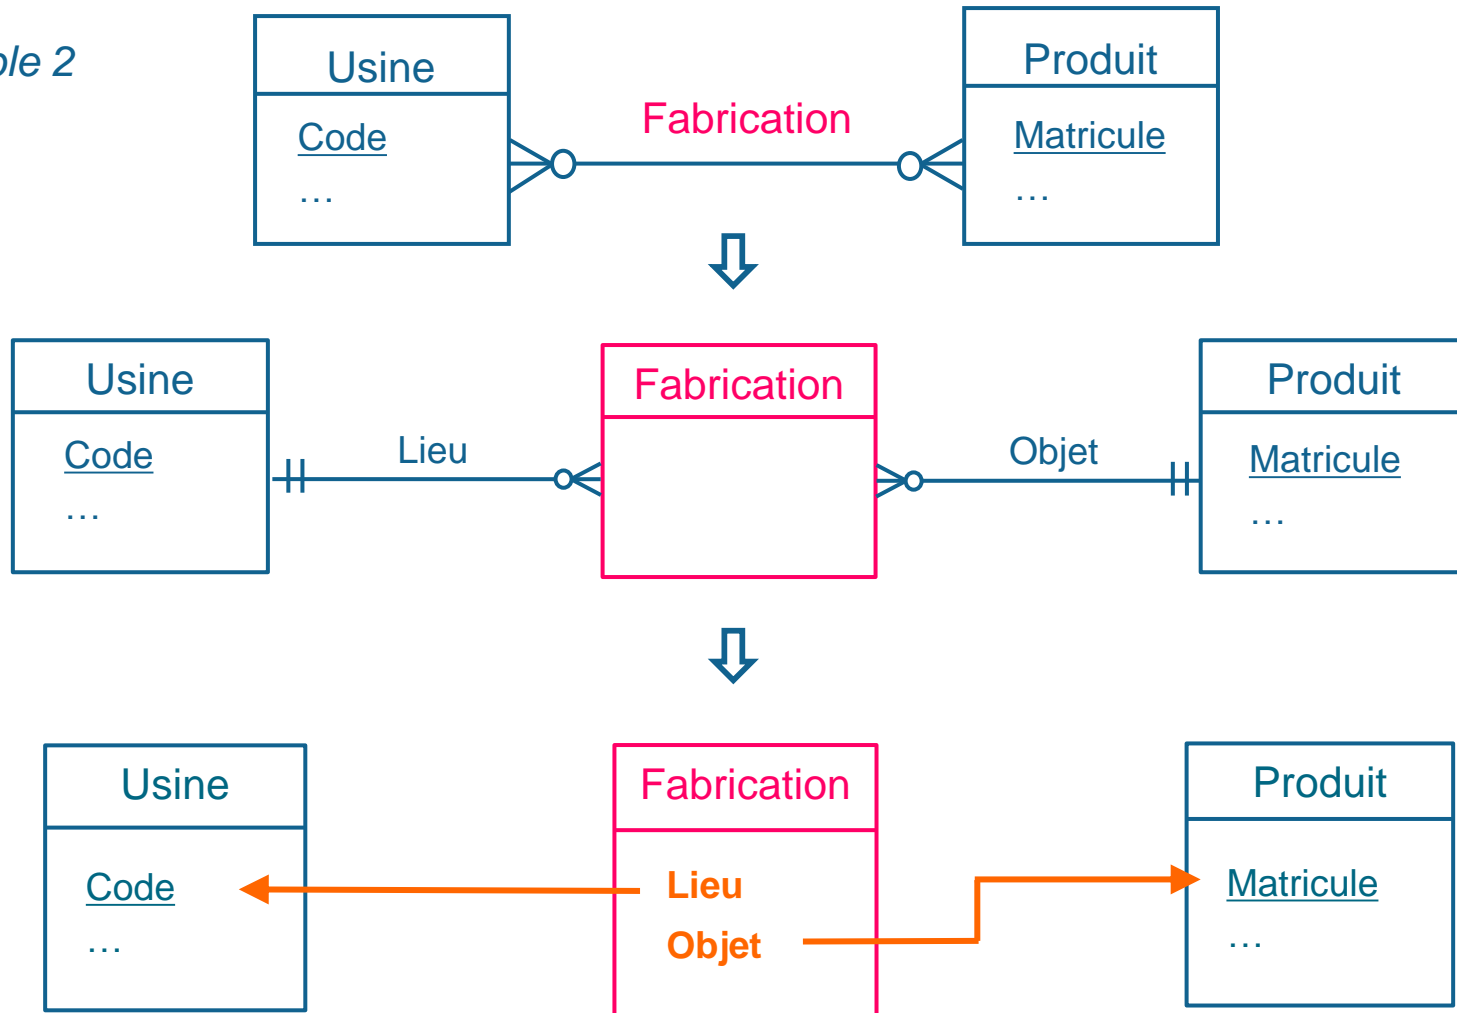 ple 2
Usine
Code
…
Fabrication
Produit
Matricule
…
Usine
Code
…
Lieu
Fabrication
Objet
Produit
Matricule
…
Usine
Code
…
Fabrication
Lieu
Objet
Produit
Matricule
…